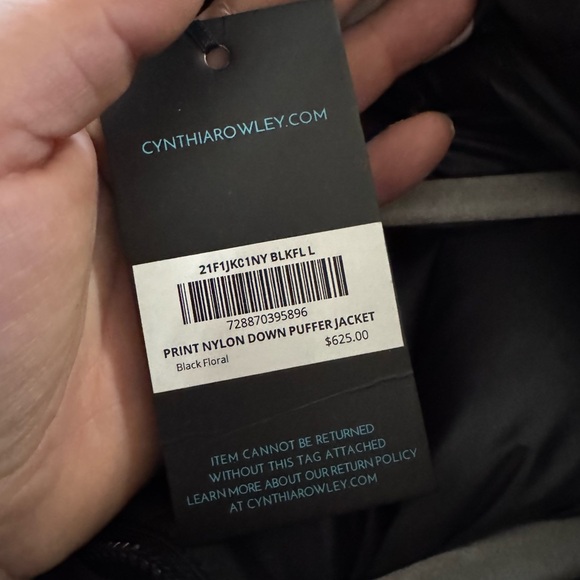 CYNTHIAROWLEY.COM
21F1JK01NY BLKFL L
728870395896
PRINT NYLON DOWN PUFFER JACKET
Black Floral $625.00
ITEM CANNOT BE RETURNED
WITHOUT THIS TAG ATTACHED
LEARN MORE ABOUT OUR RETURN POLICY
AT CYNTHIAROWLEY.COM